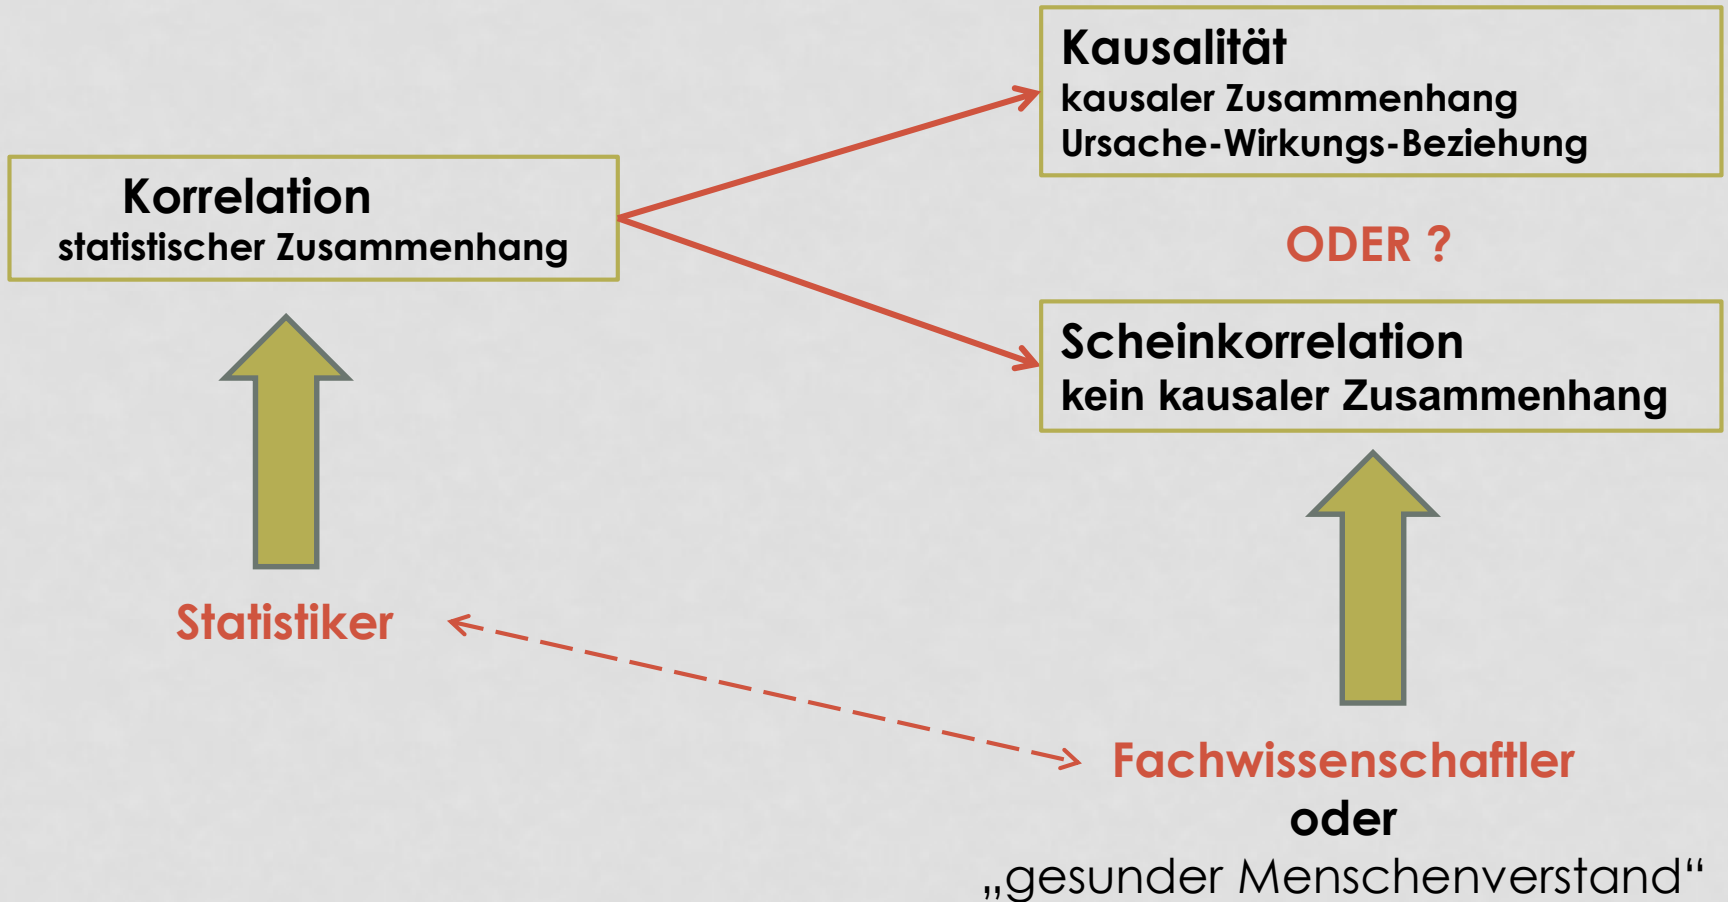 Korrelation
statistischer Zusammenhang
Kausalität
kausaler Zusammenhang
Ursache-Wirkungs-Beziehung
ODER ?
Scheinkorrelation
kein kausaler Zusammenhang
Statistiker
Fachwissenschaftler
oder
„gesunder Menschenverstand“